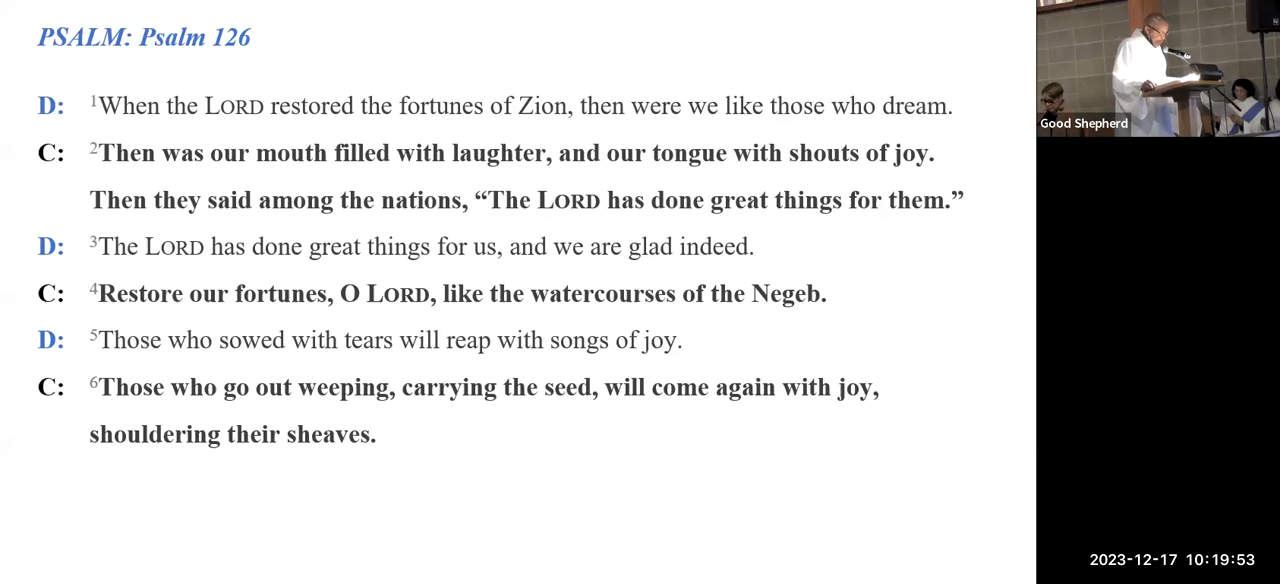 PSALM: Psalm 126
D: ¹When the LORD restored the fortunes of Zion, then were we like those who dream.
C: ²Then was our mouth filled with laughter, and our tongue with shouts of joy.
Then they said among the nations, “The LORD has done great things for them.”
D: ³The LORD has done great things for us, and we are glad indeed.
C: ⁴Restore our fortunes, O LORD, like the watercourses of the Negeb.
D: ⁵Those who sowed with tears will reap with songs of joy.
C: ⁶Those who go out weeping, carrying the seed, will come again with joy,
shouldering their sheaves.
Good Shepherd
2023-12-17 10:19:53